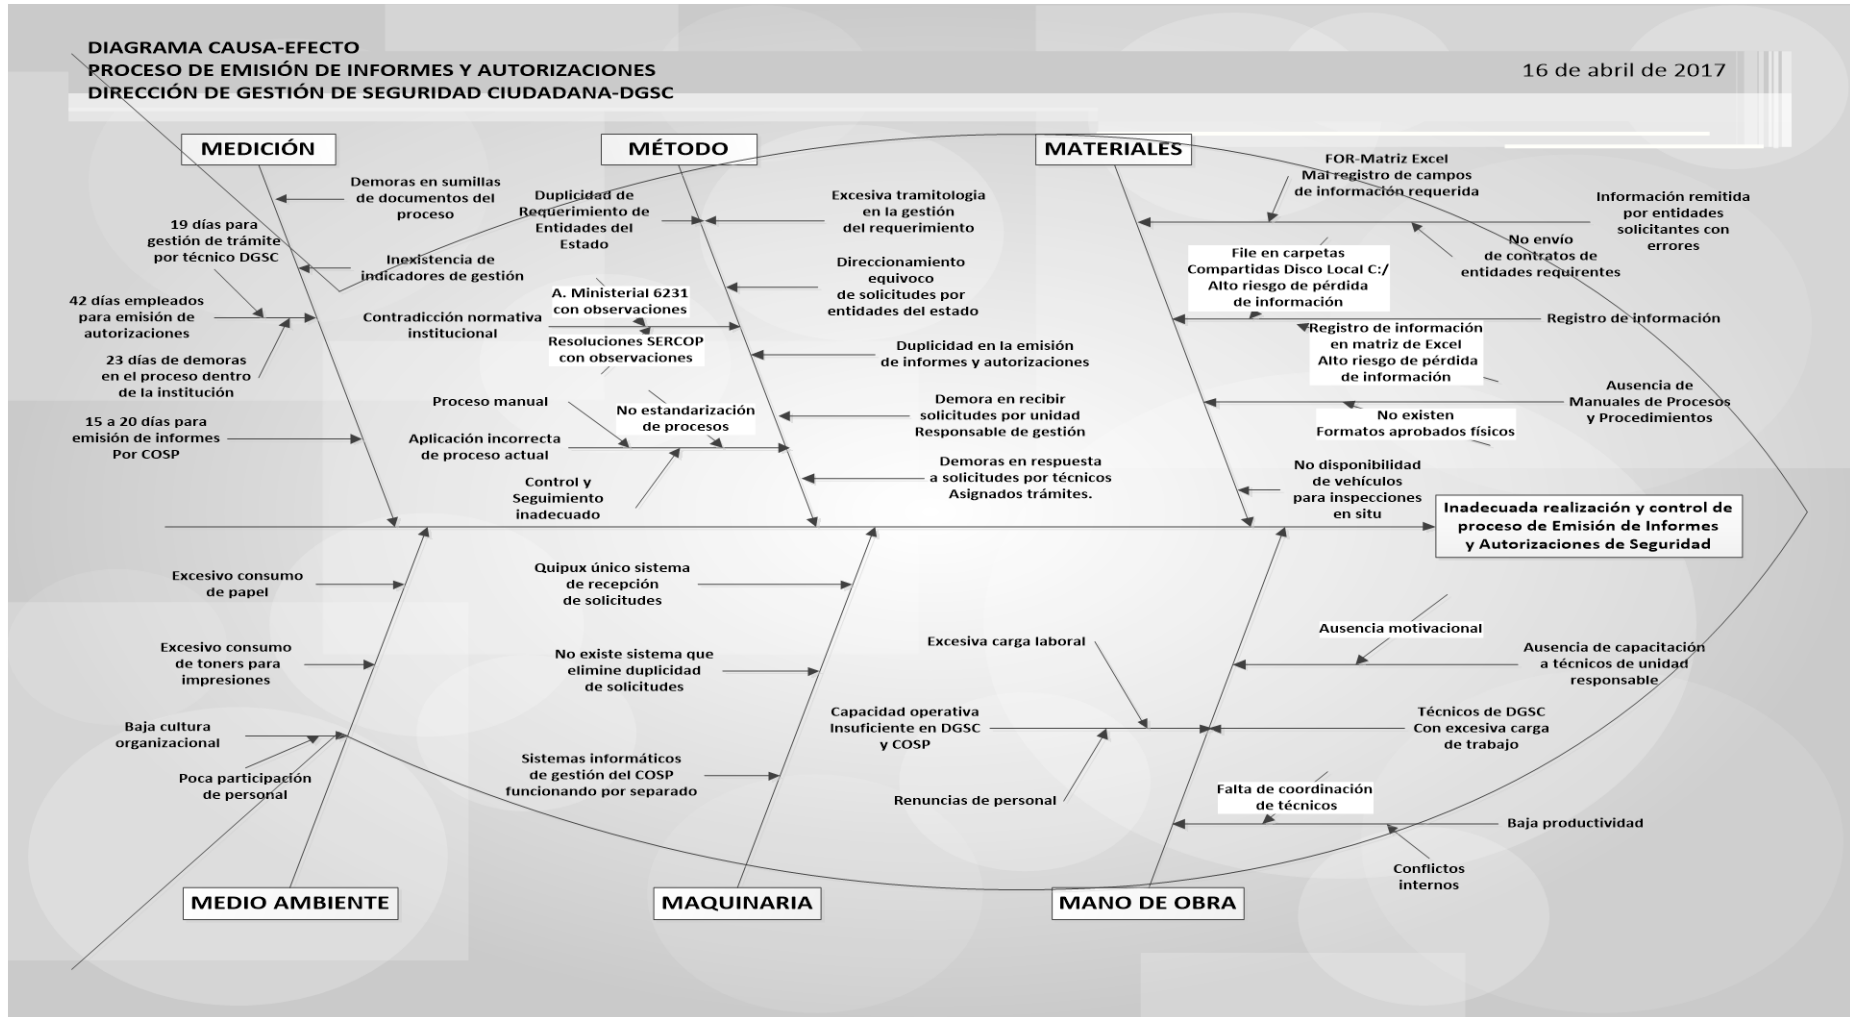 DIAGRAMA CAUSA-EFECTO
PROCESO DE EMISIÓN DE INFORMES Y AUTORIZACIONES
DIRECCIÓN DE GESTIÓN DE SEGURIDAD CIUDADANA-DGSC
16 de abril de 2017
MEDICIÓN
Demoras en sumillas
de documentos del
proceso
19 días para
gestión de trámite
por técnico DGSC
Inexistencia de
indicadores de gestión
42 días empleados
para emisión de
autorizaciones
23 días de demoras
en el proceso dentro
de la institución
15 a 20 días para
emisión de informes
Por COSP
MÉTODO
Duplicidad de
Requerimiento de
Entidades del
Estado
Excesiva tramitologia
en la gestión
del requerimiento
Direccionamiento
equivoco
de solicitudes por
entidades del estado
A. Ministerial 6231
con observaciones
Contradicción normativa
institucional
Resoluciones SERCOP
con observaciones
Duplicidad en la emisión
de informes y autorizaciones
Proceso manual
No estandarización
de procesos
Demora en recibir
solicitudes por unidad
Responsable de gestión
Aplicación incorrecta
de proceso actual
Control y
Seguimiento
inadecuado
Demoras en respuesta
a solicitudes por técnicos
Asignados trámites.
MATERIALES
FOR-Matriz Excel
Mal registro de campos
de información requerida
Información remitida
por entidades
solicitantes con
errores
No envío
de contratos de
entidades requirentes
File en carpetas
Compartidas Disco Local C:/
Alto riesgo de pérdida
de información
Registro de información
Registro de información
en matriz de Excel
Alto riesgo de pérdida
de información
Ausencia de
Manuales de Procesos
y Procedimientos
No existen
Formatos aprobados físicos
No disponibilidad
de vehículos
para inspecciones
en situ
Inadecuada realización y control de
proceso de Emisión de Informes
y Autorizaciones de Seguridad
Excesivo consumo
de papel
Excesivo consumo
de toners para
impresiones
Baja cultura
organizacional
Poca participación
de personal
MEDIO AMBIENTE
Quipux único sistema
de recepción
de solicitudes
No existe sistema que
elimine duplicidad
de solicitudes
Sistemas informáticos
de gestión del COSP
funcionando por separado
MAQUINARIA
Excesiva carga laboral
Ausencia motivacional
Ausencia de capacitación
a técnicos de unidad
responsable
Capacidad operativa
Insuficiente en DGSC
y COSP
Técnicos de DGSC
Con excesiva carga
de trabajo
Renuncias de personal
Falta de coordinación
de técnicos
Baja productividad
Conflictos
internos
MANO DE OBRA